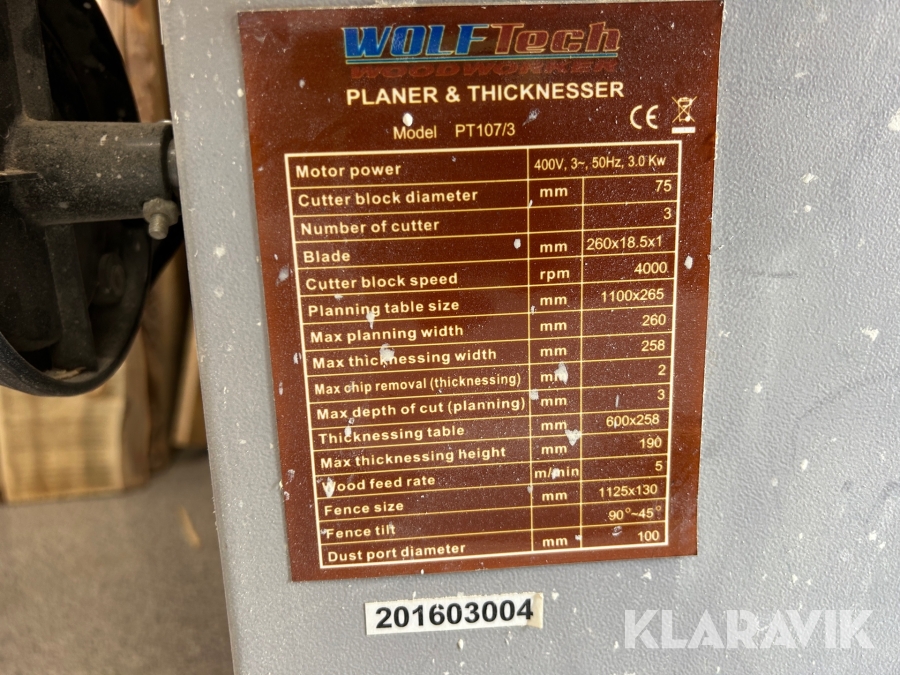 WOLFTech
WOODWORKER
PLANER & THICKNESSER
Model PT107/3
CE
Motor power 400V, 3~, 50Hz, 3.0 Kw
Cutter block diameter mm 75
Number of cutter 3
Blade mm 260x18.5x1
Cutter block speed rpm 4000
Planning table size mm 1100x265
Max planning width mm 260
Max thicknessing width mm 258
Max chip removal (thicknessing) mm 2
Max depth of cut (planning) mm 3
Thicknessing table mm 600x258
Max thicknessing height mm 190
Wood feed rate m/min 5
Fence size mm 1125x130
Fence tilt 90°~45°
Dust port diameter mm 100
201603004
KLARAVIK